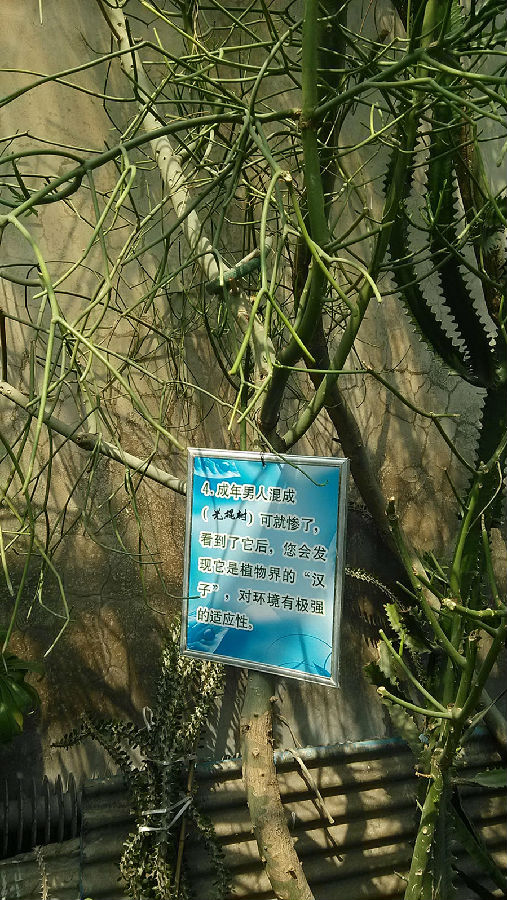 4、成年男人混成
（光棍树）可就惨了，
看到了它后，您会发
现它是植物界的“汉
子”，对环境有极强
的适应性。